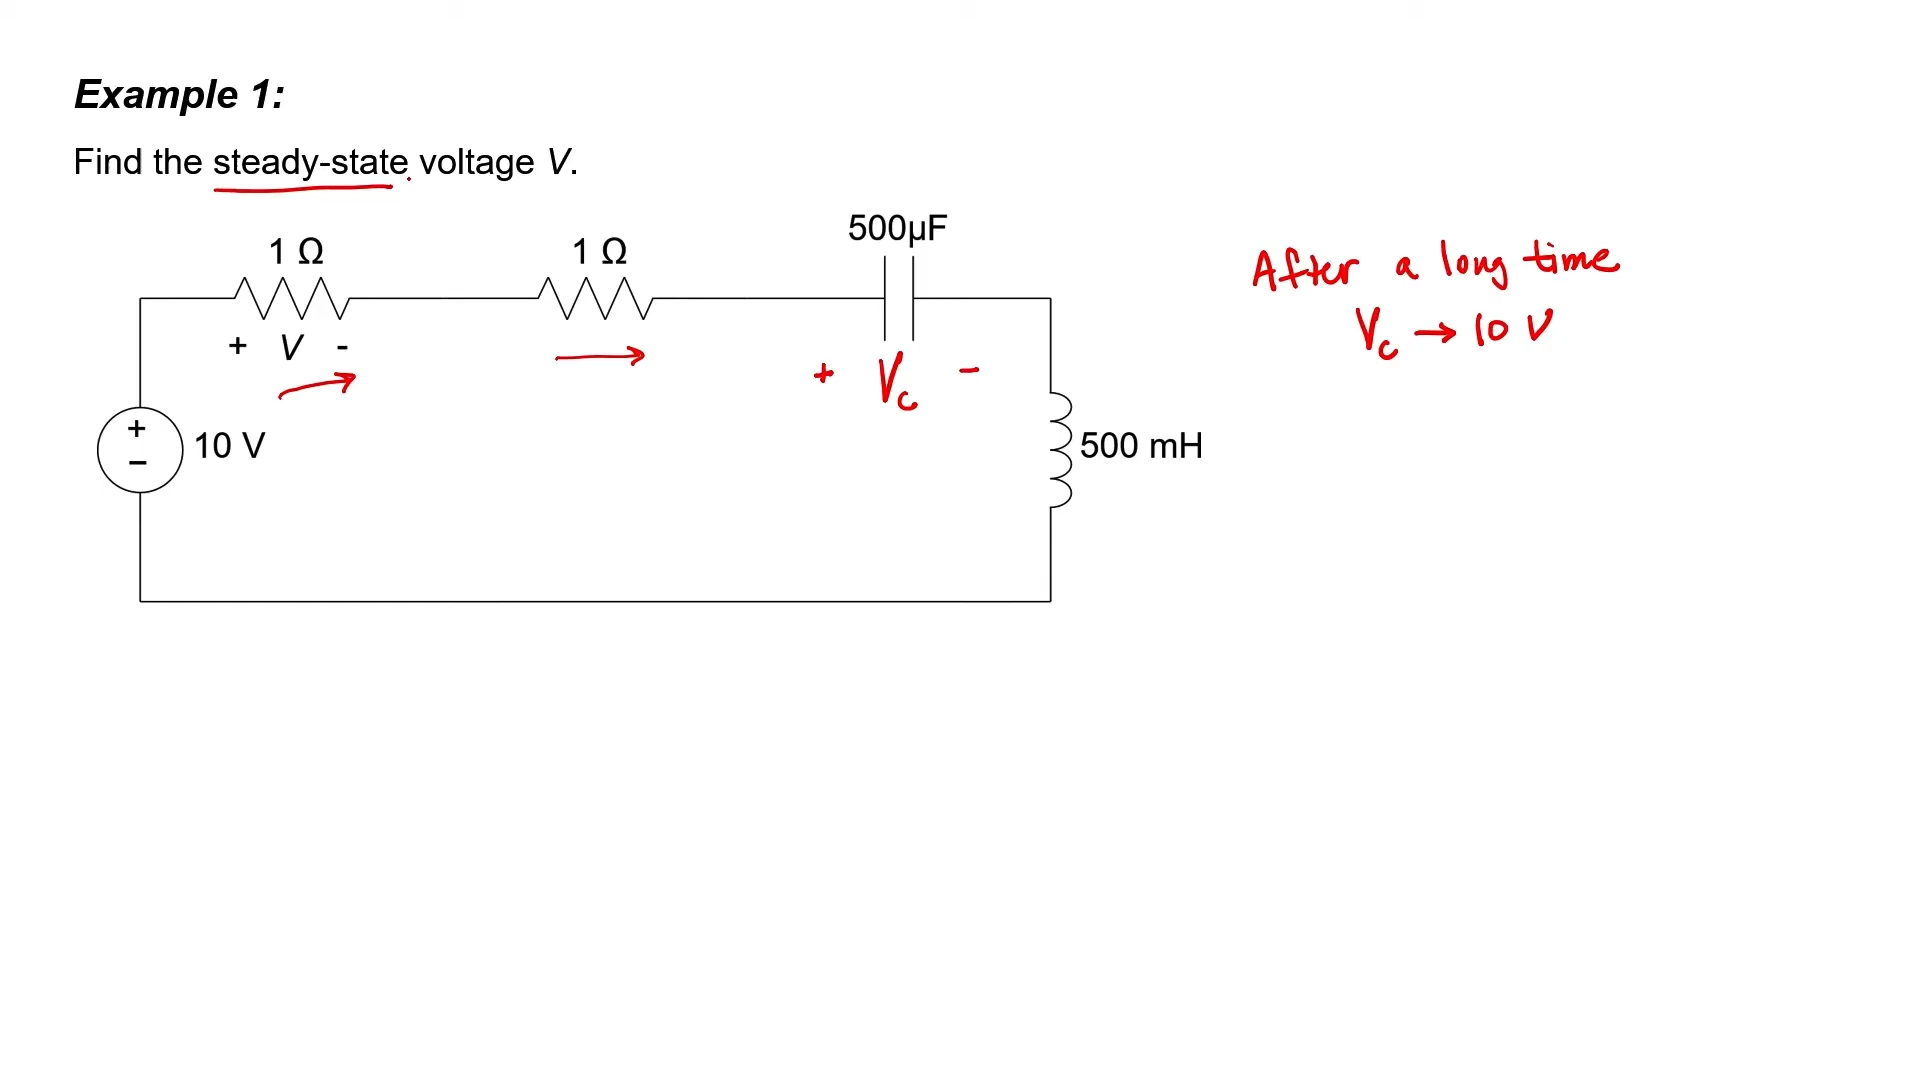 Example 1:
Find the steady-state voltage V.
500μF
1 Ω
1 Ω
After a long time
Vc → 10 V
+ V -
+ Vc -
+
-
10 V
500 mH